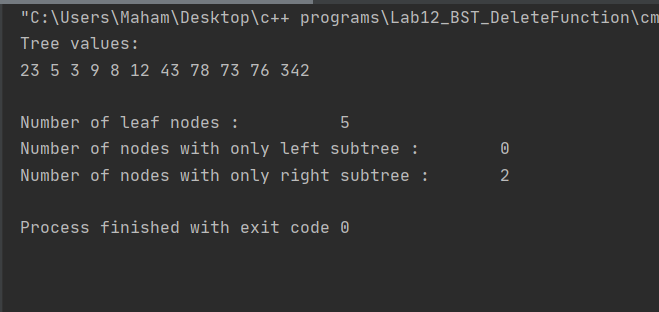 "C:\Users\Maham\Desktop\c++ programs\Lab12_BST_DeleteFunction\cm
Tree values:
23 5 3 9 8 12 43 78 73 76 342
Number of leaf nodes :          5
Number of nodes with only left subtree :        0
Number of nodes with only right subtree :       2
Process finished with exit code 0